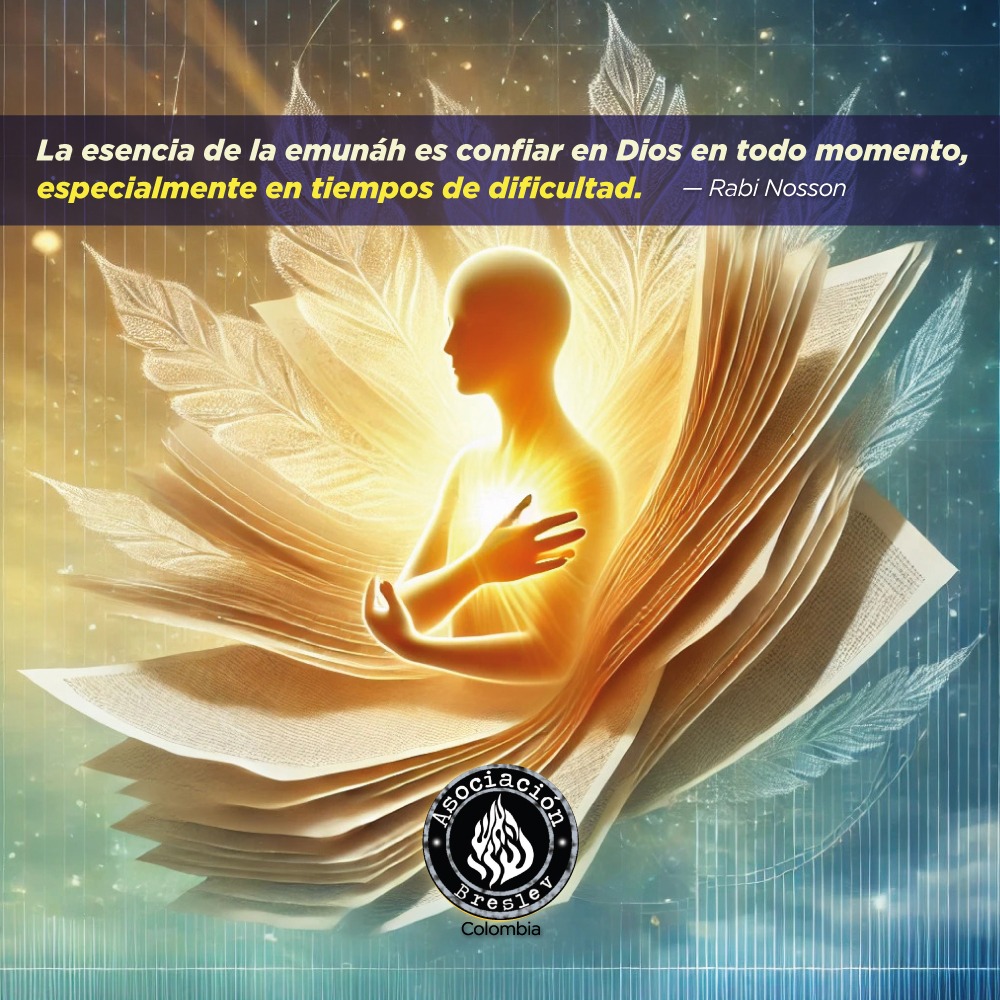 La esencia de la emunáh es confiar en Dios en todo momento,
especialmente en tiempos de dificultad. — Rabi Nosson
Asociación
Breslev
Colombia